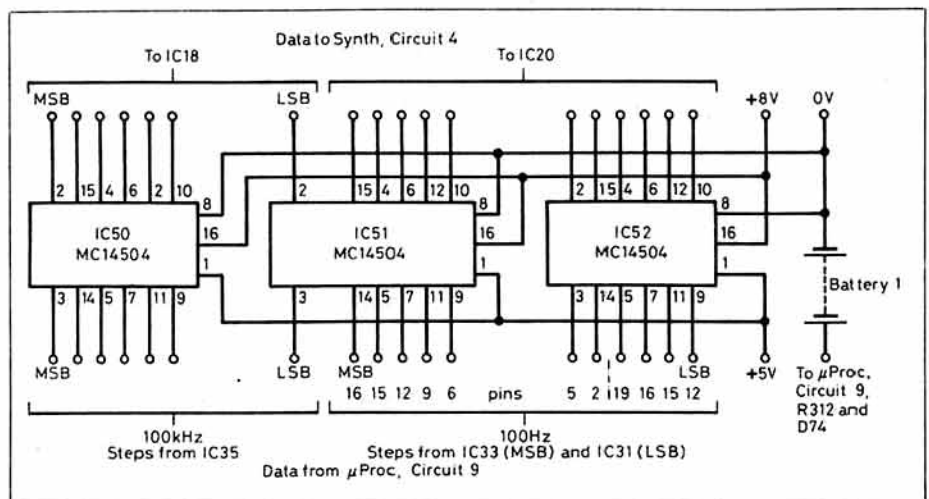 Data to Synth, Circuit 4
To IC18
To IC20
MSB
LSB
+8V
0V
2 15 4 6 2 10
2
15 4 6 12 10
2 15 4 6 12 10
8
8
8
IC50
MC14504
IC51
MC14504
IC52
MC14504
16
16
16
1
1
1
Battery 1
3 14 5 7 11 9
3
14 5 7 11 9
3 14 5 7 11 9
MSB
LSB
MSB
LSB
+5V
16 15 12 9 6 pins 5 2 19 16 15 12
To μProc,
Circuit 9,
R312 and
D74
100kHz
Steps from IC35
100Hz
Steps from IC33 (MSB) and IC31 (LSB)
Data from μProc, Circuit 9